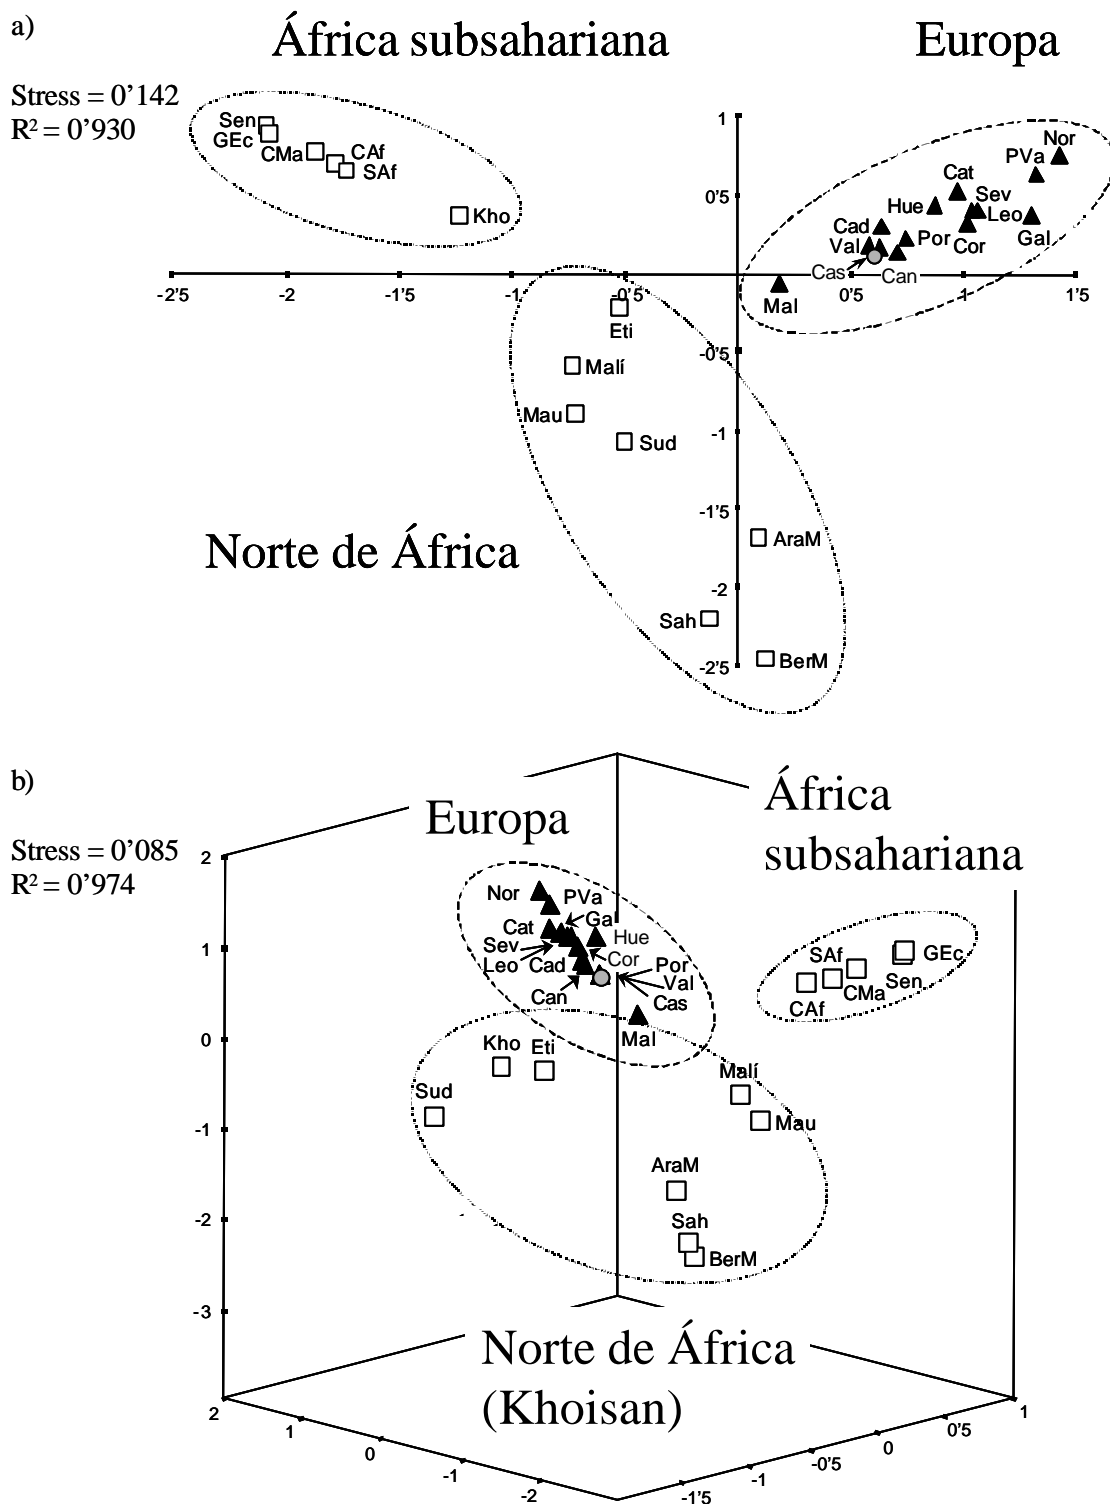 a)
África subsahariana
Europa
Stress = 0’142
R² = 0’930
Sen
GEc
CMa
CAf
SAf
Kho
1
Nor
PVa
Cat
0'5
Hue
Sev
Leo
Cad
Gal
Val
Por
Cor
Cas
Can
-2'5
-2
-1'5
-1
-0'5
0'5
1
1'5
Mal
Eti
-0'5
Malí
Mau
Sud
-1
-1'5
AraM
Norte de África
-2
Sah
BerM
-2'5
b)
África
subsahariana
Europa
Stress = 0’085
R² = 0’974
2
Nor
PVa
Gal
Cat
Hue
Sev
1
Leo
Cor
Cad
Por
Val
Can
Cas
SAf
GEc
Sen
CMa
CAf
Mal
0
Kho
Eti
Sud
Malí
Mau
-1
AraM
-2
Sah
BerM
-3
Norte de África
(Khoisan)
2
1
0
-1
-2
-1'5
-1
-0'5
0
0'5
1